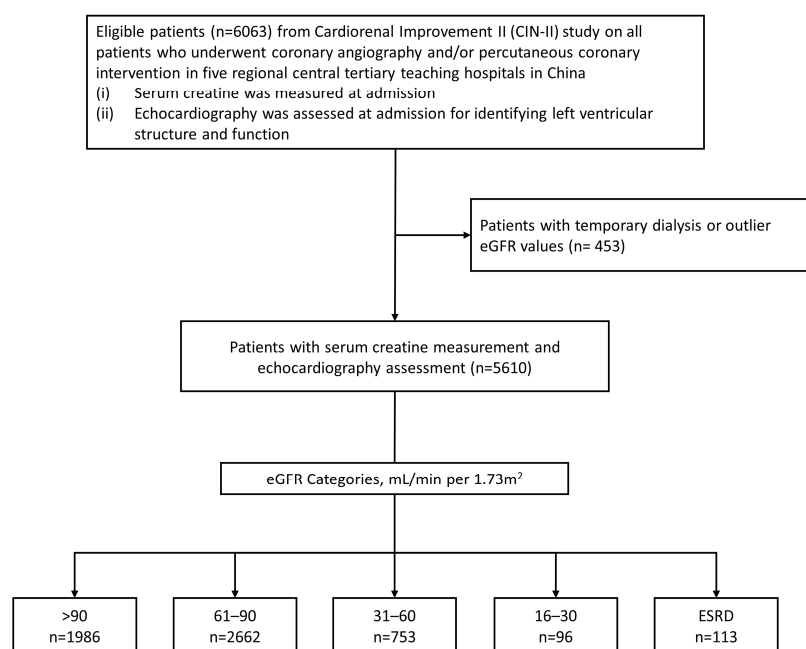 Eligible patients (n=6063) from Cardiorenal Improvement II (CIN-II) study on all
patients who underwent coronary angiography and/or percutaneous coronary
intervention in five regional central tertiary teaching hospitals in China
(i) Serum creatine was measured at admission
(ii) Echocardiography was assessed at admission for identifying left ventricular
structure and function
Patients with temporary dialysis or outlier
eGFR values (n= 453)
Patients with serum creatine measurement and
echocardiography assessment (n=5610)
eGFR Categories, mL/min per 1.73m²
>90
n=1986
61–90
n=2662
31–60
n=753
16–30
n=96
ESRD
n=113